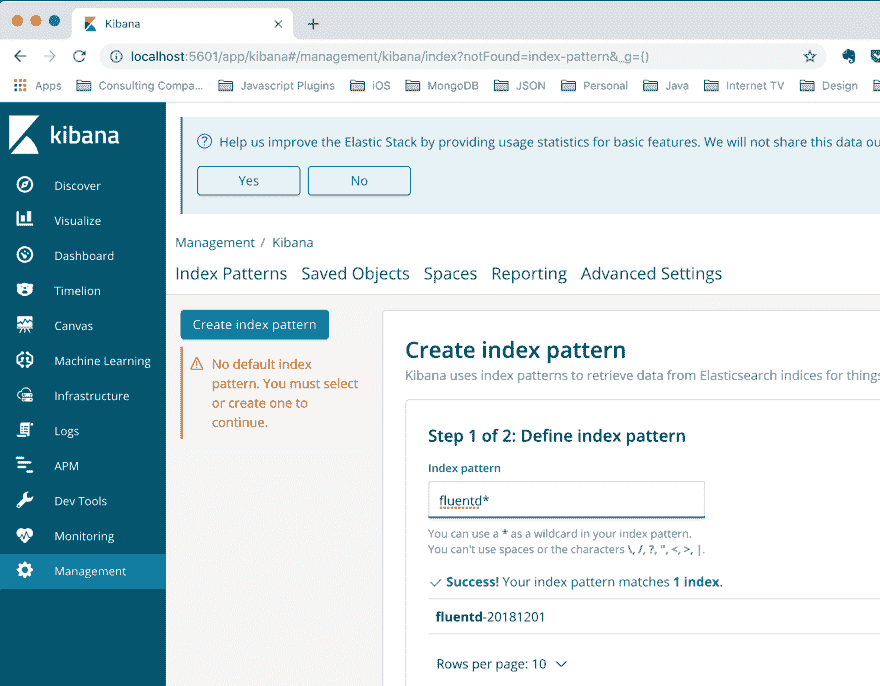 Kibana
localhost:5601/app/kibana#/management/kibana/index?notFound=index-pattern&_g=()
Apps Consulting Compa... Javascript Plugins iOS MongoDB JSON Personal Java Internet TV Design
kibana
Discover
Visualize
Dashboard
Timelion
Canvas
Machine Learning
Infrastructure
Logs
APM
Dev Tools
Monitoring
Management
Help us improve the Elastic Stack by providing usage statistics for basic features. We will not share this data ou
Yes No
Management / Kibana
Index Patterns Saved Objects Spaces Reporting Advanced Settings
Create index pattern
No default index
pattern. You must select
or create one to
continue.
Create index pattern
Kibana uses index patterns to retrieve data from Elasticsearch indices for things
Step 1 of 2: Define index pattern
Index pattern
fluentd*
You can use a * as a wildcard in your index pattern.
You can't use spaces or the characters \, /, ?, ", <, >, |.
Success! Your index pattern matches 1 index.
fluentd-20181201
Rows per page: 10